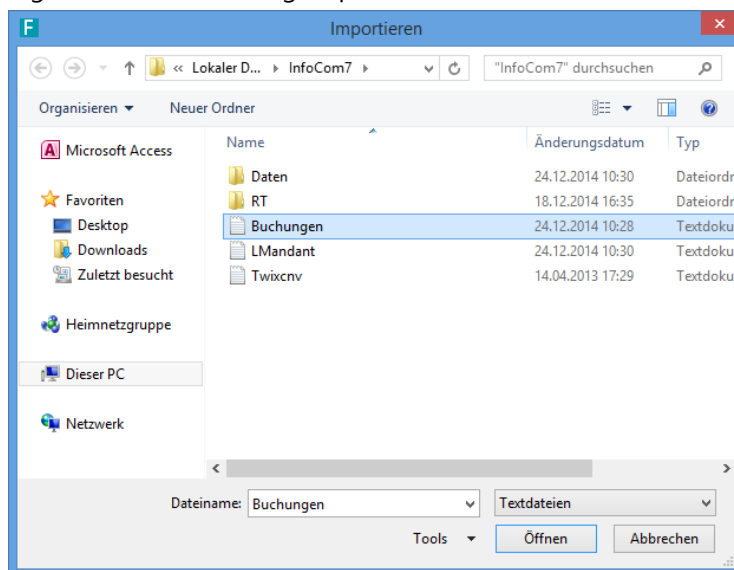 F Importieren ×
« Lokaler D... ▸ InfoCom7 ▸ "InfoCom7" durchsuchen
Organisieren ▼ Neuer Ordner
Name Änderungsdatum Typ
A Microsoft Access
Daten 24.12.2014 10:30 Dateiordr
Favoriten RT 18.12.2014 16:35 Dateiordr
Desktop Buchungen 24.12.2014 10:28 Textdoku
Downloads LMandant 24.12.2014 10:30 Textdoku
Zuletzt besucht Twixcnv 14.04.2013 17:29 Textdoku
Heimnetzgruppe
Dieser PC
Netzwerk
Dateiname: Buchungen Textdateien
Tools ▼ Öffnen Abbrechen